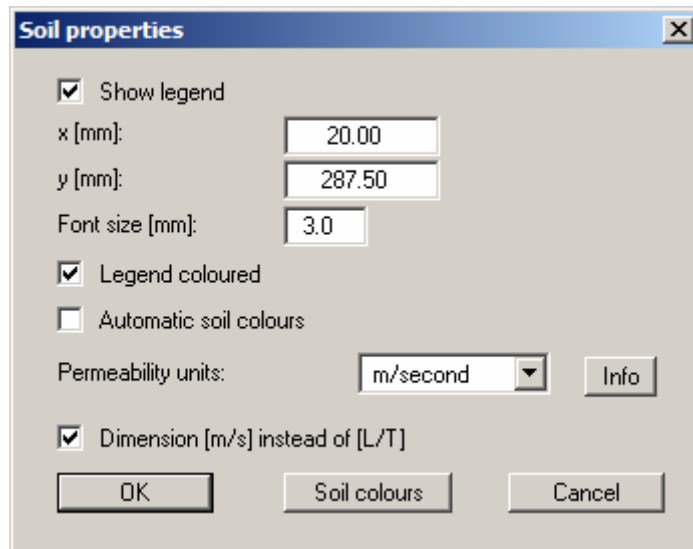 Soil properties
Show legend
x [mm]: 20.00
y [mm]: 287.50
Font size [mm]: 3.0
Legend coloured
Automatic soil colours
Permeability units: m/second Info
Dimension [m/s] instead of [L/T]
OK Soil colours Cancel